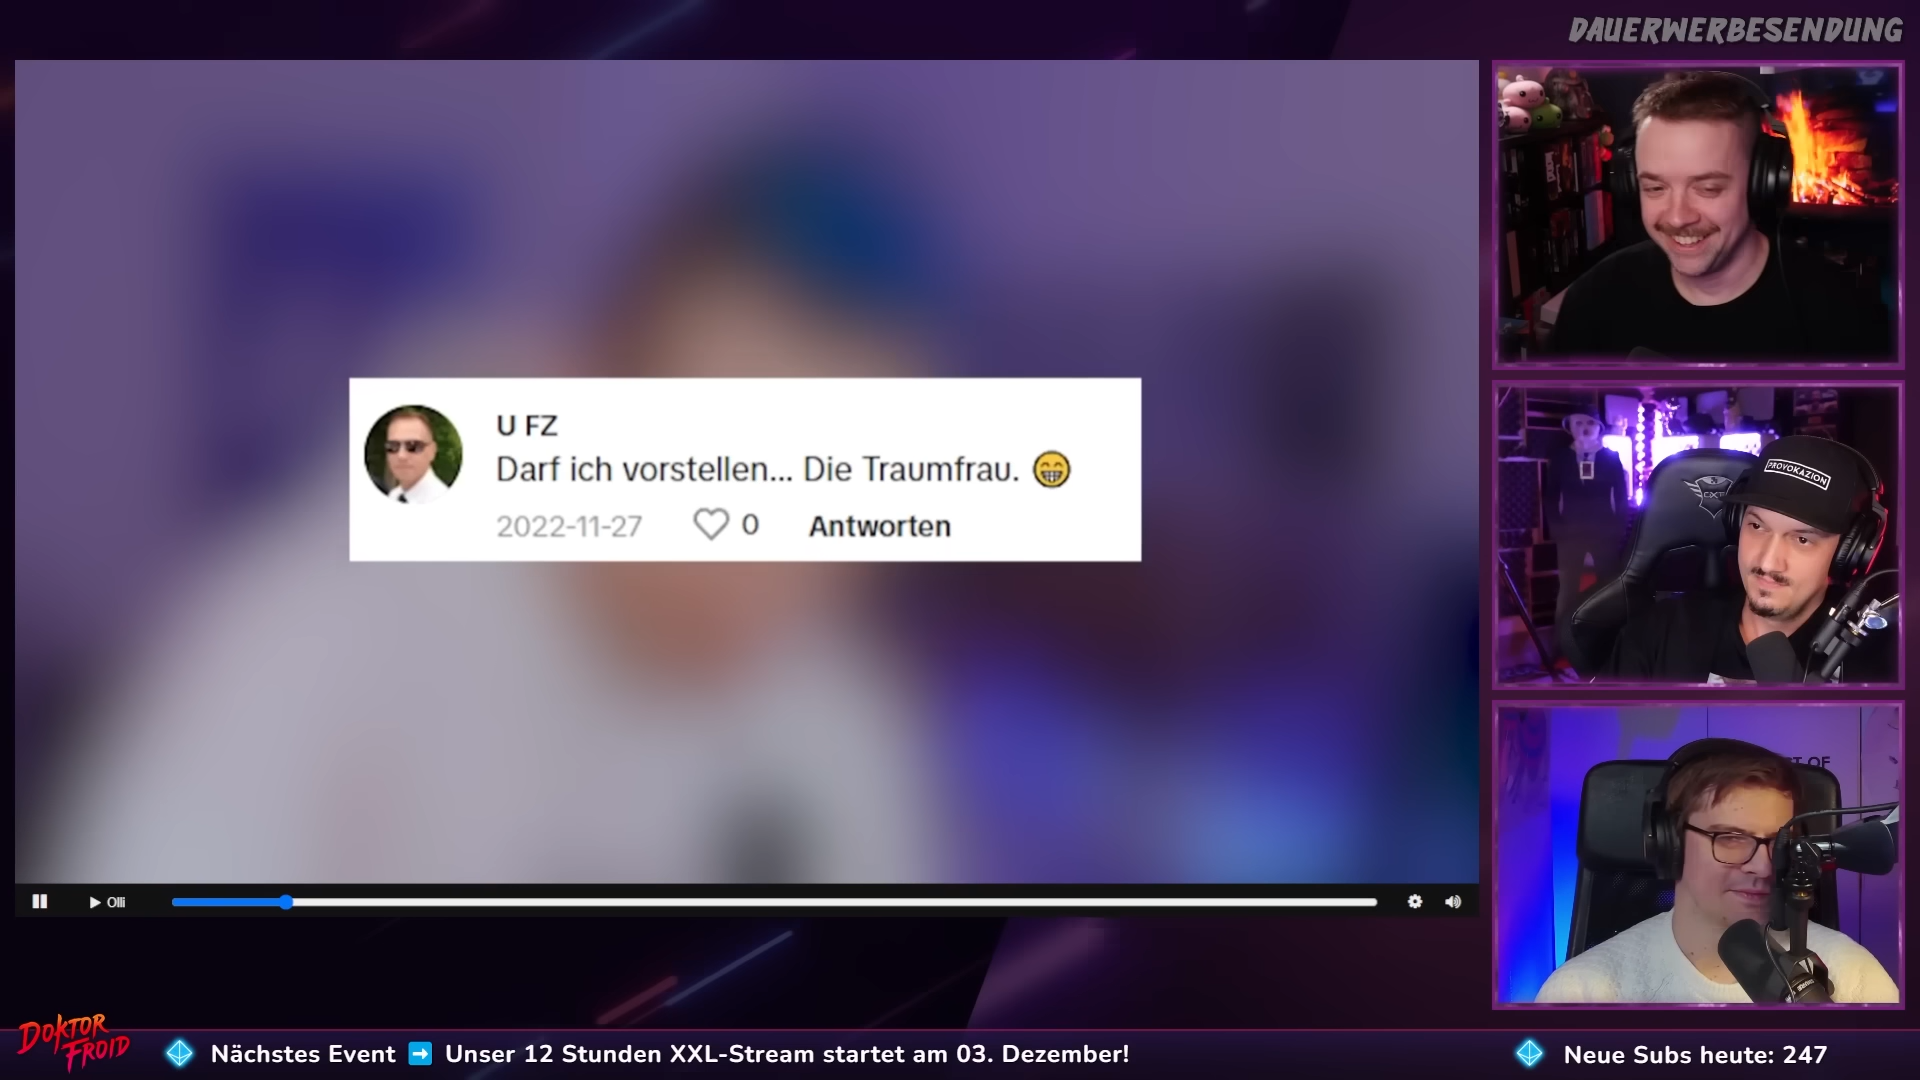 DAUERWERBESENDUNG
U FZ
Darf ich vorstellen... Die Traumfrau. 😁
2022-11-27 0 Antworten
PROVOKAZION
T OF
Olli
DOKTOR
FROID
Nächstes Event ➡ Unser 12 Stunden XXL-Stream startet am 03. Dezember!
Neue Subs heute: 247